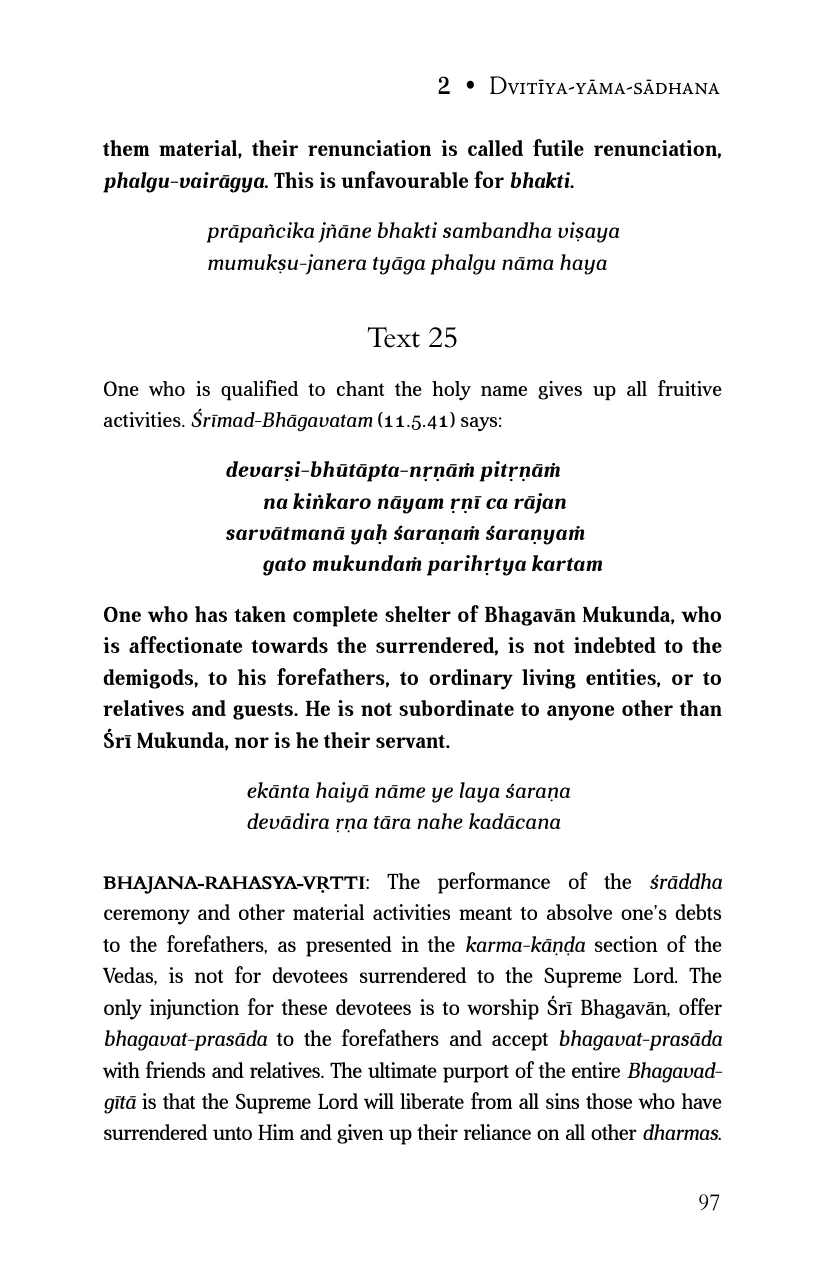 2 • Dvitīya-yāma-sādhana
them material, their renunciation is called futile renunciation,
phalgu-vairāgya. This is unfavourable for bhakti.
prāpañcika jñāne bhakti sambandha viṣaya
mumukṣu-janera tyāga phalgu nāma haya
Text 25
One who is qualified to chant the holy name gives up all fruitive
activities. Śrīmad-Bhāgavatam (11.5.41) says:
devarṣi-bhūtāpta-nṛṇāṁ pitṛṇāṁ
na kiṅkaro nāyam ṛṇī ca rājan
sarvātmanā yaḥ śaraṇaṁ śaraṇyaṁ
gato mukundaṁ parihṛtya kartam
One who has taken complete shelter of Bhagavān Mukunda, who
is affectionate towards the surrendered, is not indebted to the
demigods, to his forefathers, to ordinary living entities, or to
relatives and guests. He is not subordinate to anyone other than
Śrī Mukunda, nor is he their servant.
ekānta haiyā nāme ye laya śaraṇa
devādira ṛṇa tāra nahe kadācana
BHAJANA-RAHASYA-VṚTTI: The performance of the śrāddha
ceremony and other material activities meant to absolve one’s debts
to the forefathers, as presented in the karma-kāṇḍa section of the
Vedas, is not for devotees surrendered to the Supreme Lord. The
only injunction for these devotees is to worship Śrī Bhagavān, offer
bhagavat-prasāda to the forefathers and accept bhagavat-prasāda
with friends and relatives. The ultimate purport of the entire Bhagavad-
gītā is that the Supreme Lord will liberate from all sins those who have
surrendered unto Him and given up their reliance on all other dharmas.
97